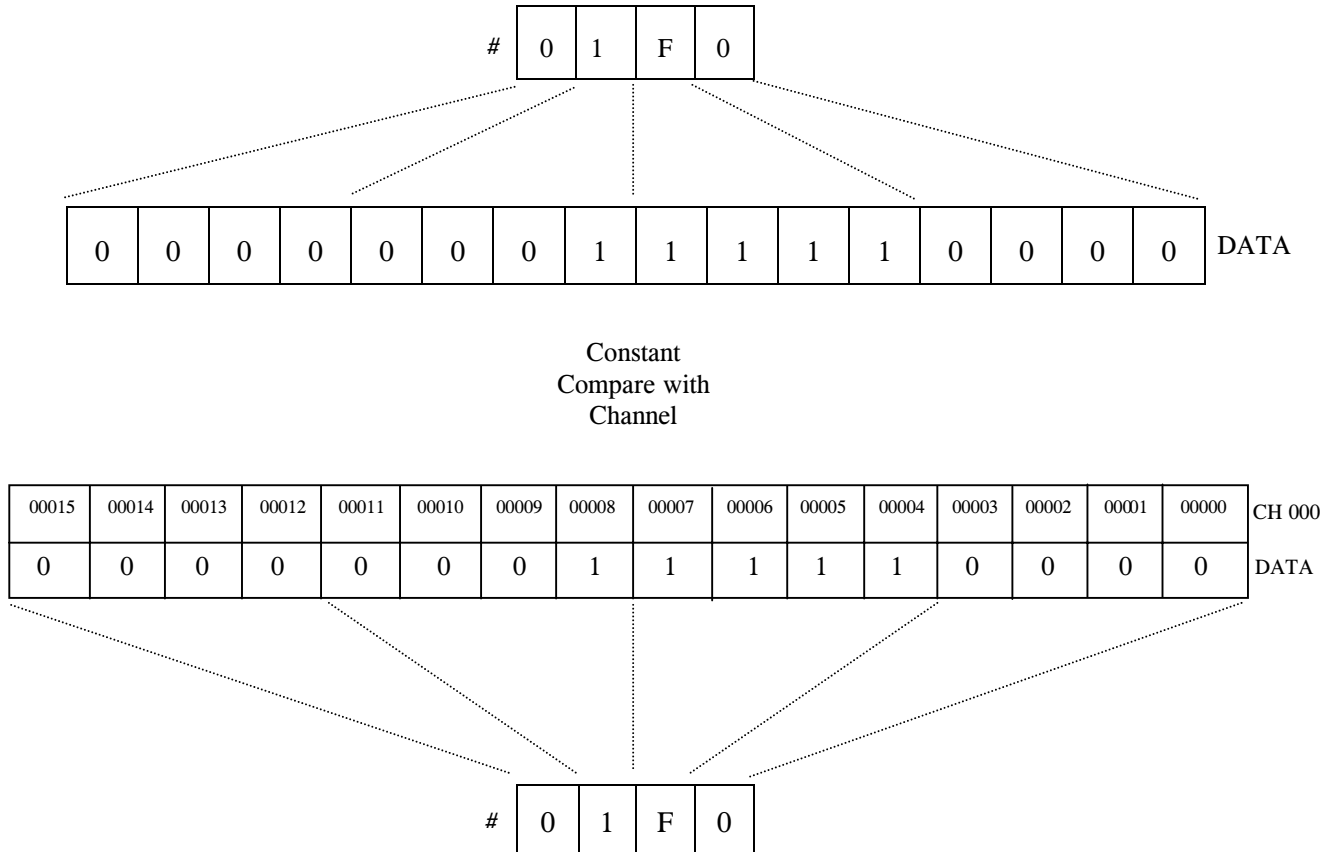 # 0 1 F 0
0 0 0 0 0 0 0 1 1 1 1 1 0 0 0 0 DATA
Constant
Compare with
Channel
00015 00014 00013 00012 00011 00010 00009 00008 00007 00006 00005 00004 00003 00002 00001 00000 CH 000
0 0 0 0 0 0 0 1 1 1 1 1 0 0 0 0 DATA
# 0 1 F 0